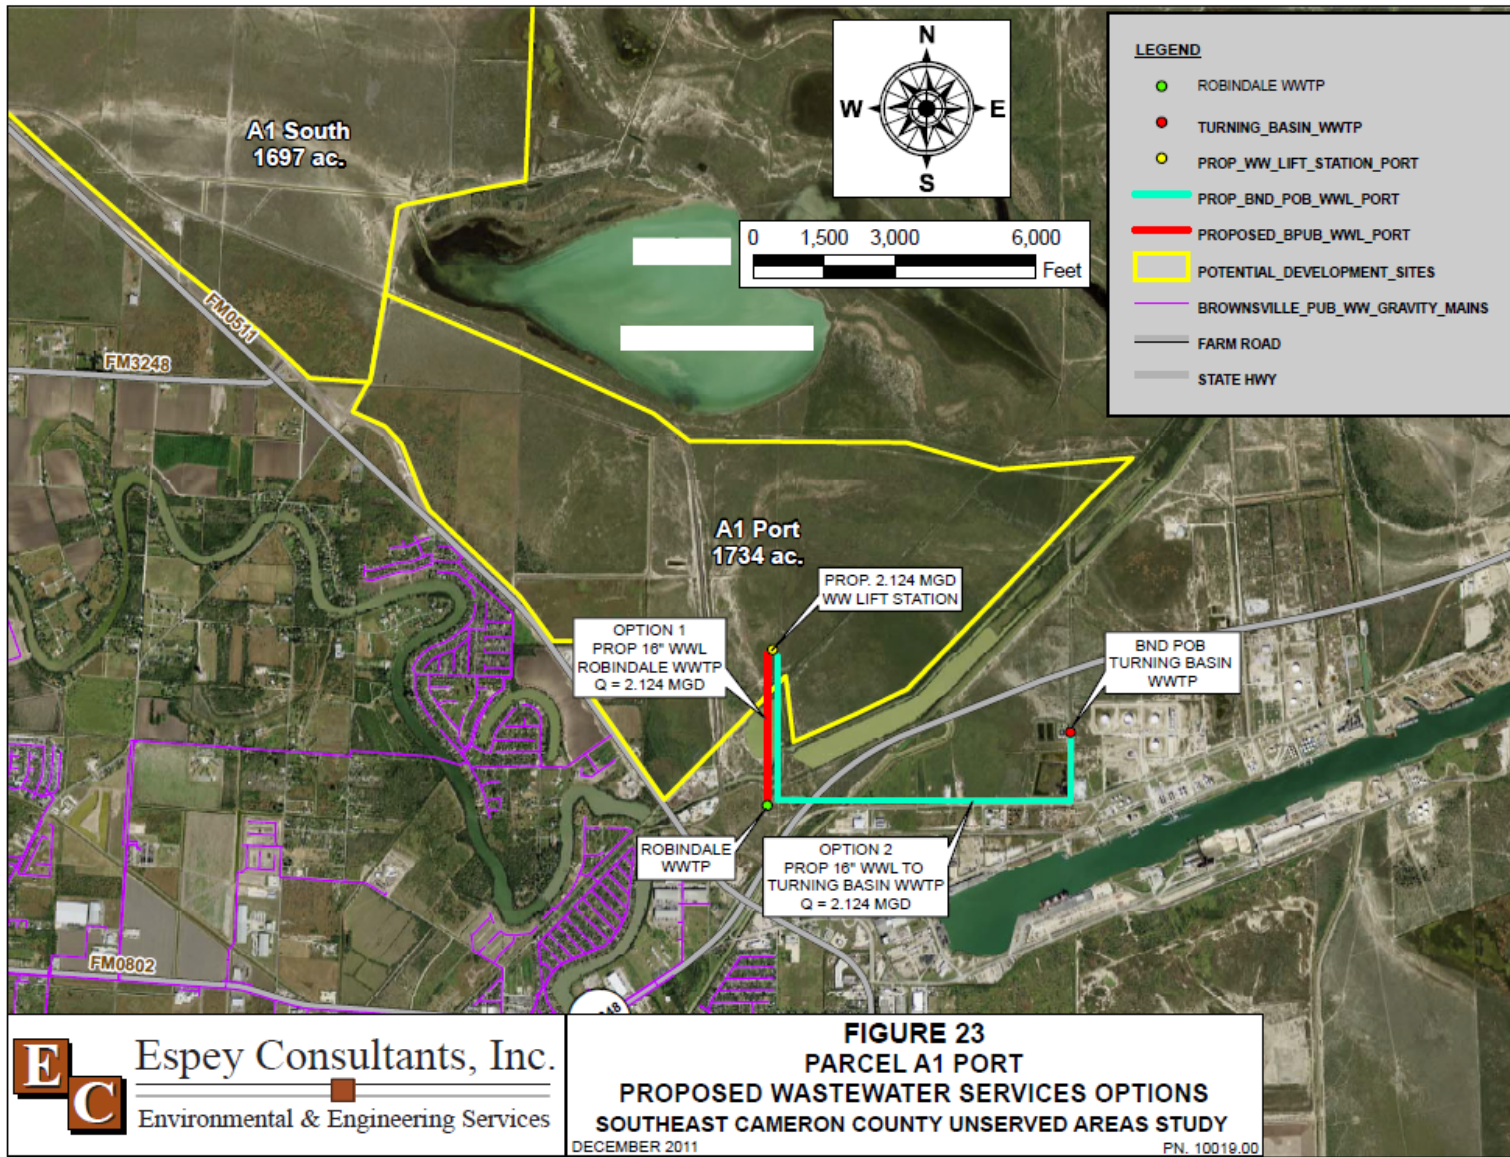 N
W
E
S
0 1,500 3,000 6,000
Feet
LEGEND
ROBINDALE WWTP
TURNING_BASIN_WWTP
PROP_WW_LIFT_STATION_PORT
PROP_BND_POB_WWL_PORT
PROPOSED_BPUB_WWL_PORT
POTENTIAL_DEVELOPMENT_SITES
BROWNSVILLE_PUB_WW_GRAVITY_MAINS
FARM ROAD
STATE HWY
A1 South
1697 ac.
FM0511
FM3248
A1 Port
1734 ac.
PROP. 2.124 MGD
WW LIFT STATION
OPTION 1
PROP 16" WWL
ROBINDALE WWTP
Q = 2.124 MGD
BND POB
TURNING BASIN
WWTP
ROBINDALE
WWTP
OPTION 2
PROP 16" WWL TO
TURNING BASIN WWTP
Q = 2.124 MGD
FM0802
EC
Espey Consultants, Inc.
Environmental & Engineering Services
FIGURE 23
PARCEL A1 PORT
PROPOSED WASTEWATER SERVICES OPTIONS
SOUTHEAST CAMERON COUNTY UNSERVED AREAS STUDY
DECEMBER 2011
PN. 10019.00